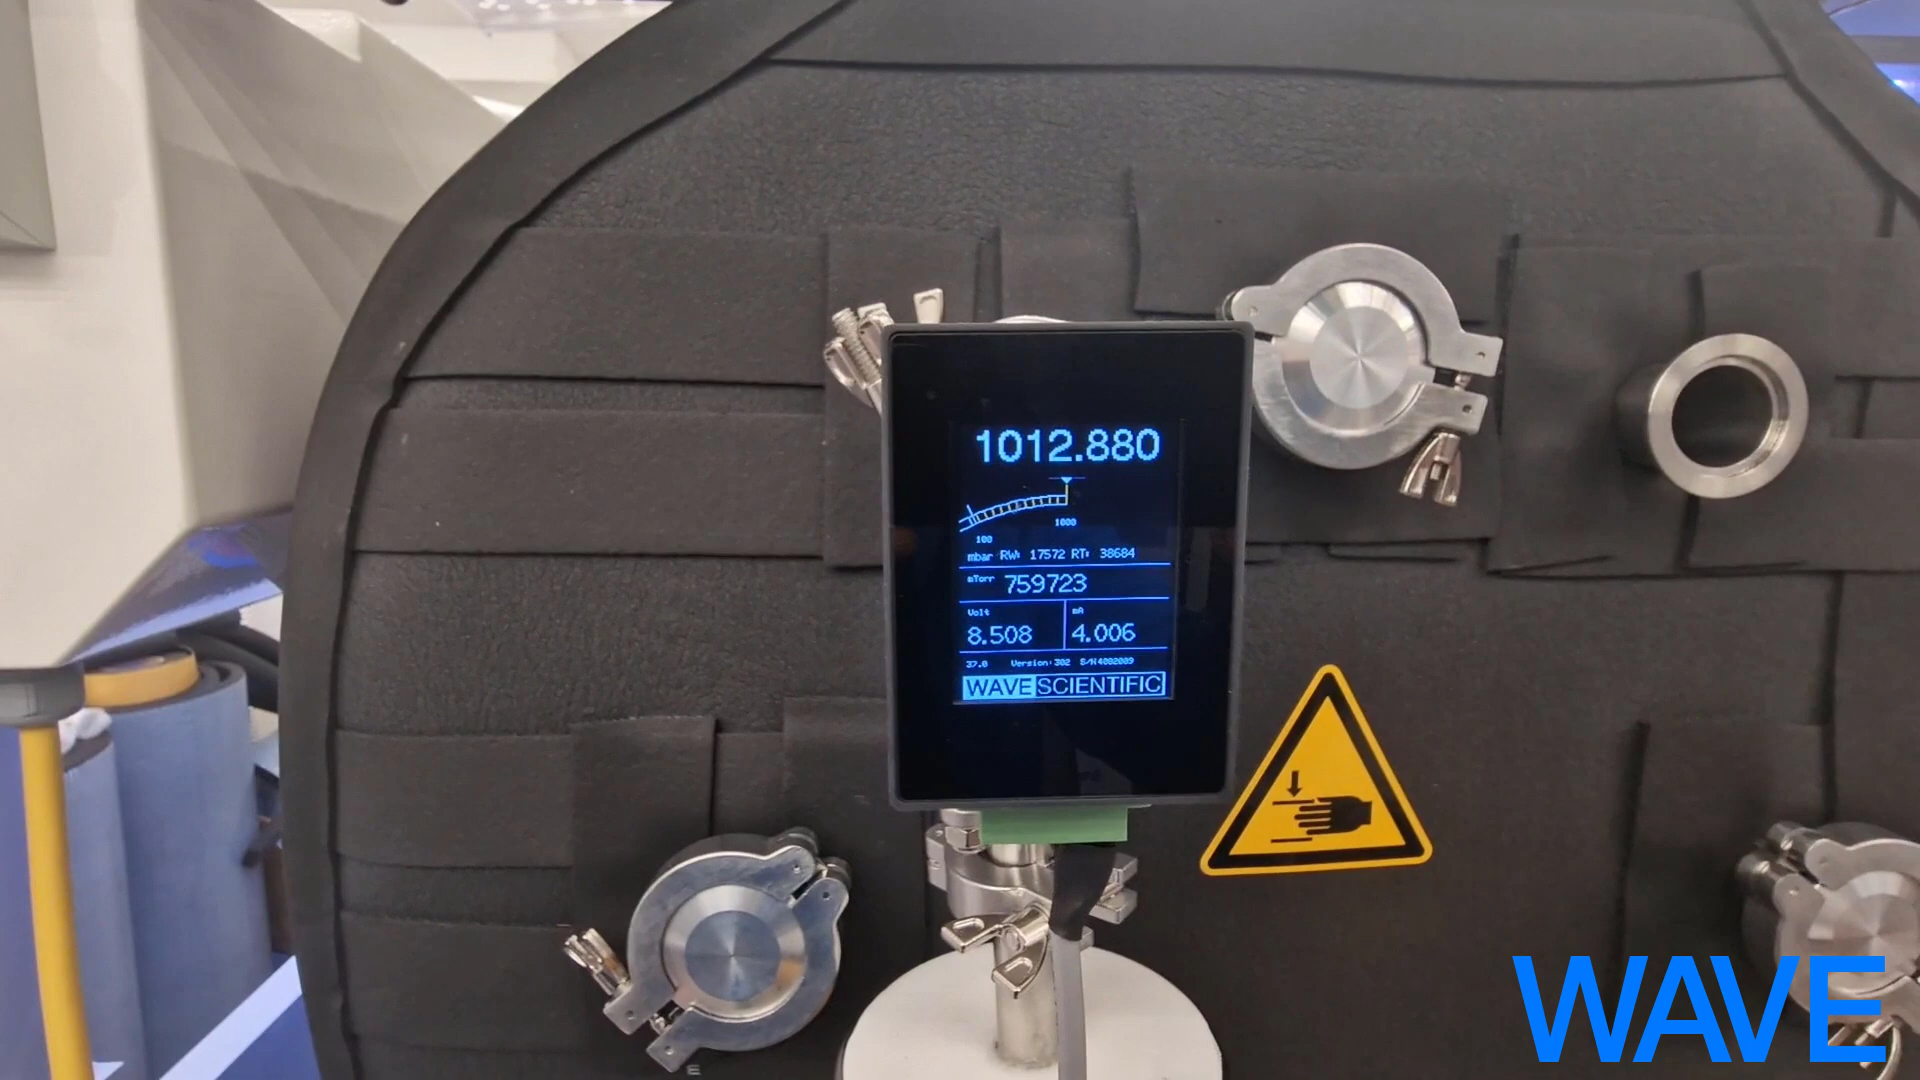 1012.880
1000
100
mbar RW: 17572 RT: 38684
mTorr 759723
Volt mA
8.508 4.006
37.0 Version:302 S/N4002009
WAVE SCIENTIFIC
WAVE